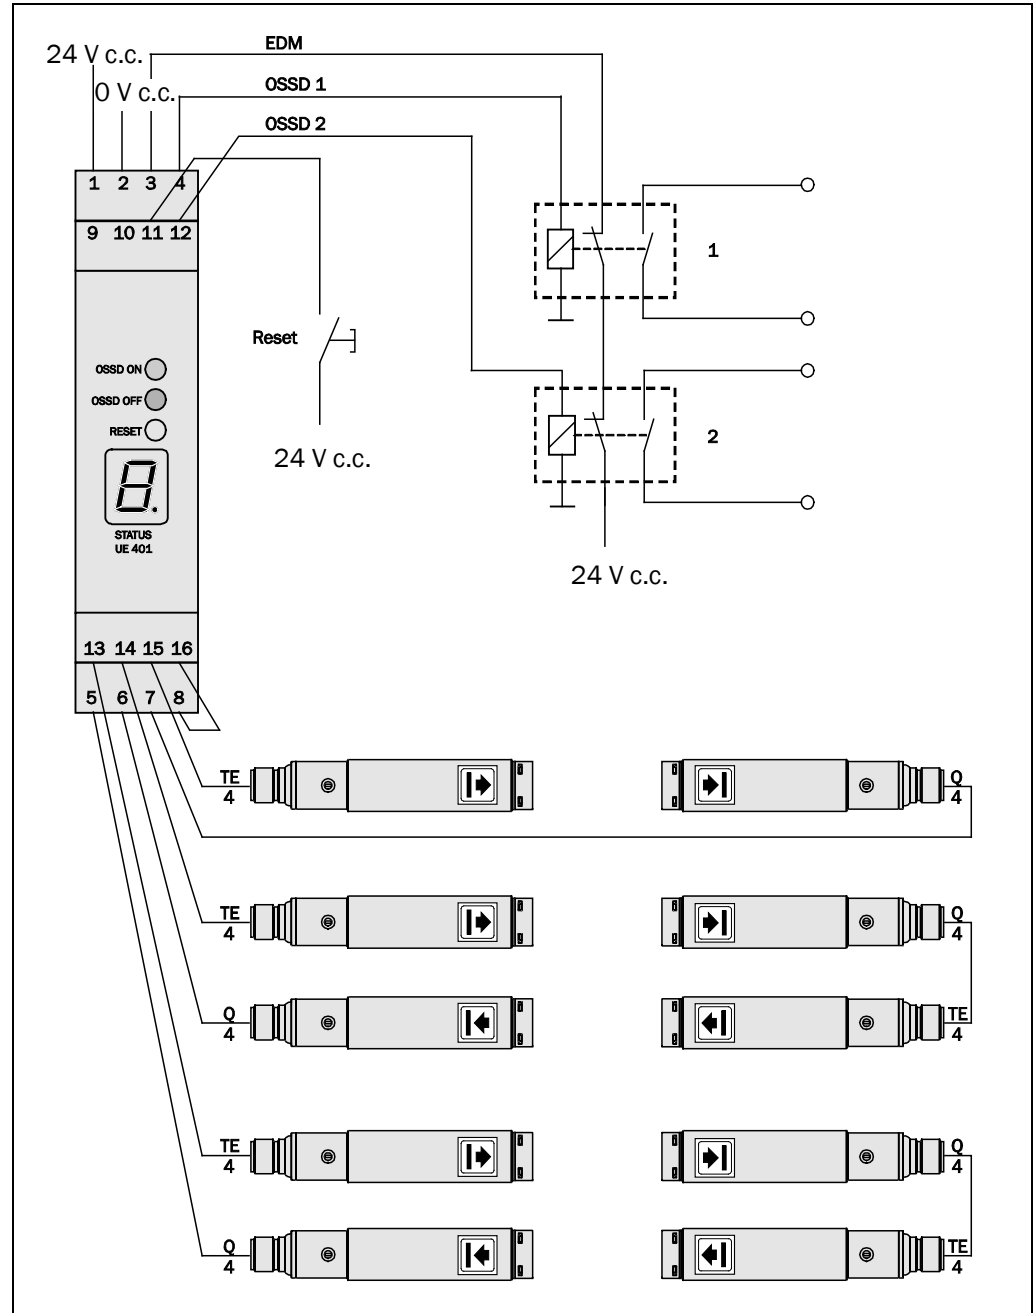 EDM
24 V c.c.
0 V c.c.
OSSD 1
OSSD 2
1 2 3 4
9 10 11 12
1
Reset
OSSD ON
OSSD OFF
RESET
2
24 V c.c.
8.
STATUS
UE 401
24 V c.c.
13 14 15 16
5 6 7 8
TE Q
4 4
TE Q
4 4
Q TE
4 4
TE Q
4 4
Q TE
4 4